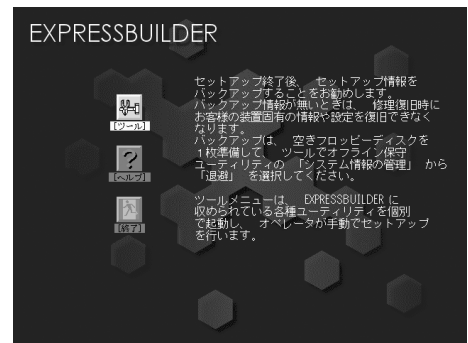 EXPRESSBUILDER
[ツール]
[ヘルプ]
[終了]
セットアップ終了後、 セットアップ情報を
バックアップすることをお勧めします。
バックアップ情報が無いときは、 修理復旧時に
お客様の装置固有の情報や設定を復旧できなく
なります。
バックアップは、 空きフロッピーディスクを
1枚準備して、 ツールでオフライン保守
ユーティリティの 「システム情報の管理」 から
「退避」 を選択してください。
ツールメニューは、 EXPRESSBUILDER に
収められている各種ユーティリティを個別
で起動し、 オペレータが手動でセットアップ
を行います。